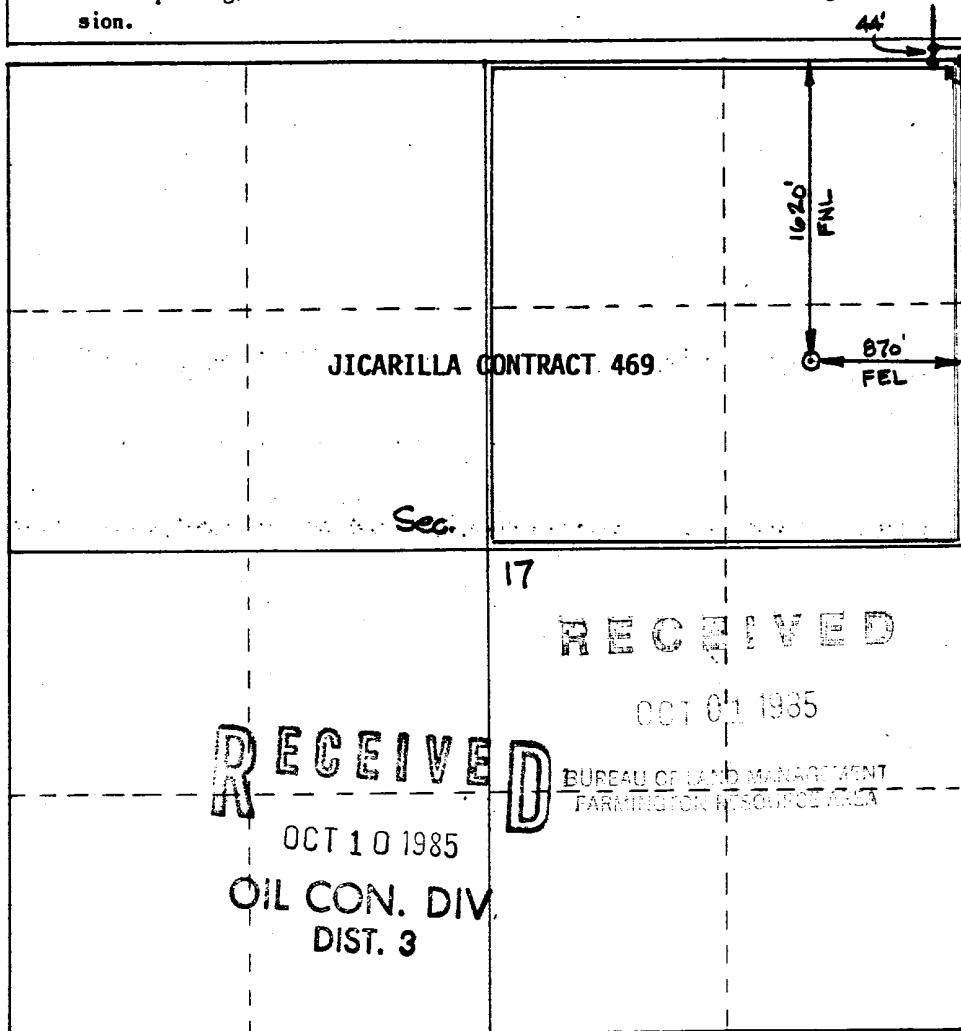 sion.
44'
1620'
FNL
JICARILLA CONTRACT 469
870'
FEL
Sec.
17
RECEIVED
OCT 01 1985
BUREAU OF LAND MANAGEMENT
FARMINGTON RESOURCE AREA
RECEIVED
OCT 10 1985
OIL CON. DIV.
DIST. 3